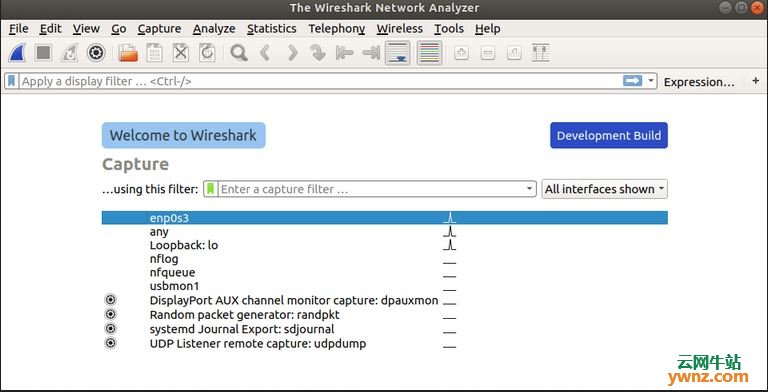 The Wireshark Network Analyzer
File Edit View Go Capture Analyze Statistics Telephony Wireless Tools Help
Apply a display filter … <Ctrl-/> Expression… +
Welcome to Wireshark Development Build
Capture
…using this filter: Enter a capture filter … All interfaces shown
enp0s3
any
Loopback: lo
nflog
nfqueue
usbmon1
DisplayPort AUX channel monitor capture: dpauxmon
Random packet generator: randpkt
systemd Journal Export: sdjournal
UDP Listener remote capture: udpdump
云网牛站
ywnz.com